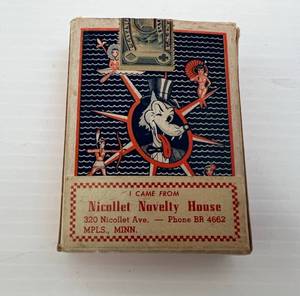 I CAME FROM
Nicollet Novelty House
320 Nicollet Ave. — Phone BR 4662
MPLS., MINN.